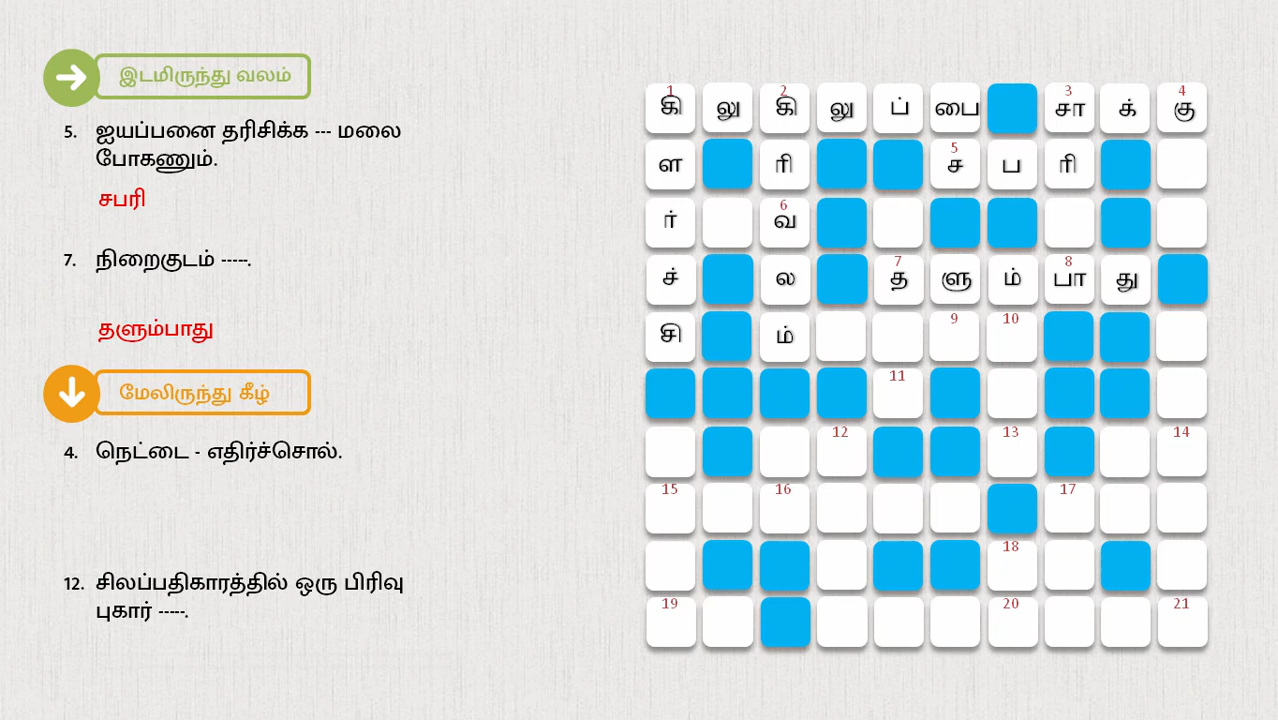 இடமிருந்து வலம்
5. ஐயப்பனை தரிசிக்க --- மலை
போகணும்.
சபரி
7. நிறைகுடம் -----.
தளும்பாது
மேலிருந்து கீழ்
4. நெட்டை - எதிர்ச்சொல்.
12. சிலப்பதிகாரத்தில் ஒரு பிரிவு
புகார் -----.
1 2 3 4
கி லு கி லு ப் பை சா க் கு
5
ள ரி ச ப ரி
6
ர் வ
7 8
ச் ல த ளு ம் பா து
9 10
சி ம்
11
12 13 14
15 16 17
18
19 20 21